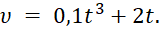 υ = 0,1t³ + 2t.